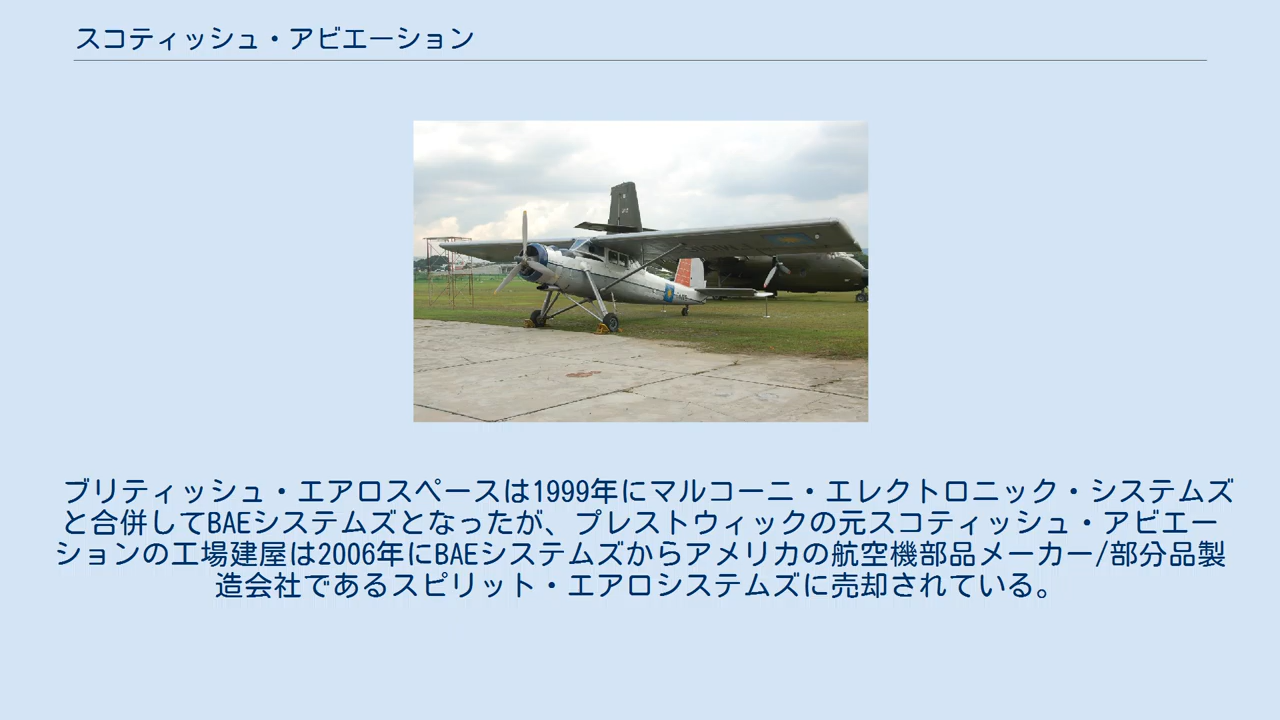 スコティッシュ・アビエーション
ブリティッシュ・エアロスペースは1999年にマルコーニ・エレクトロニック・システムズ
と合併してBAEシステムズとなったが、プレストウィックの元スコティッシュ・アビエー
ションの工場建屋は2006年にBAEシステムズからアメリカの航空機部品メーカー/部分品製
造会社であるスピリット・エアロシステムズに売却されている。